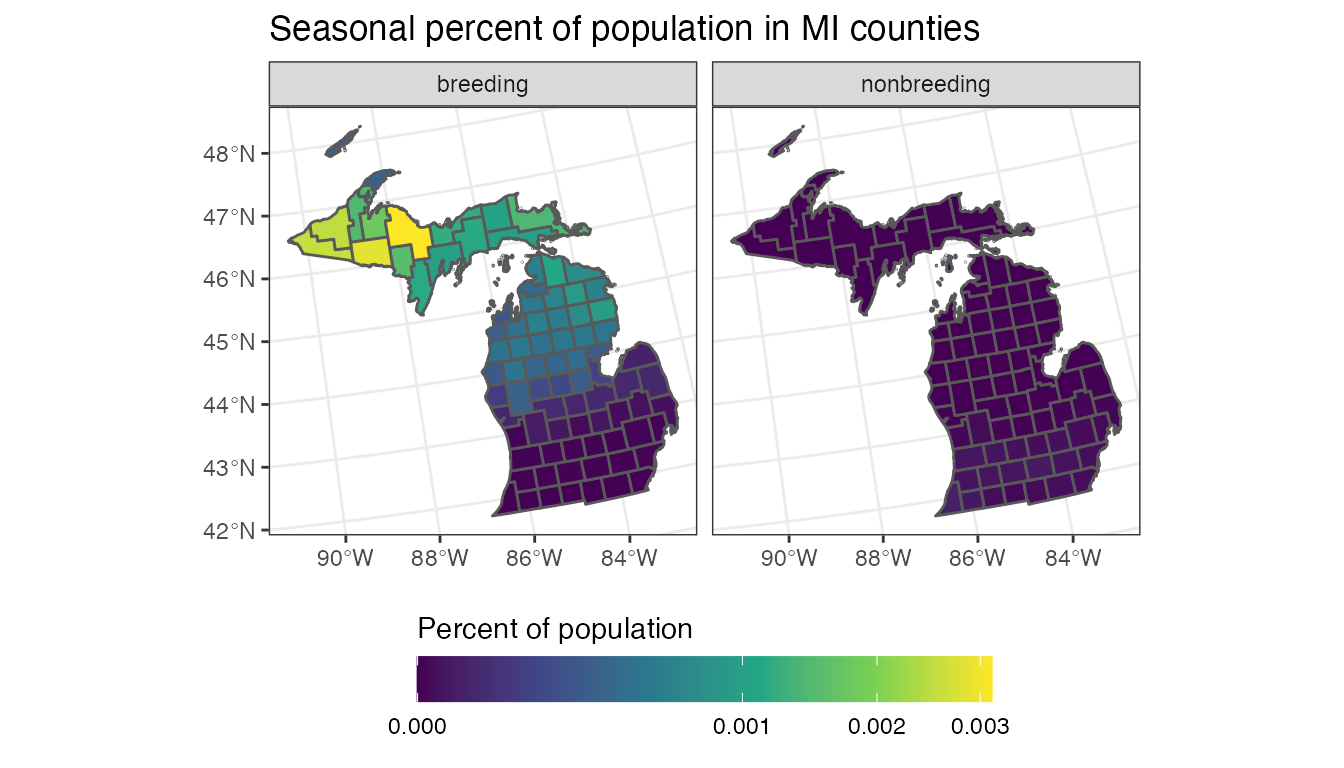 Seasonal percent of population in MI counties
breeding
nonbreeding
48°N
47°N
46°N
45°N
44°N
43°N
42°N
90°W 88°W 86°W 84°W
90°W 88°W 86°W 84°W
Percent of population
0.000 0.001 0.002 0.003